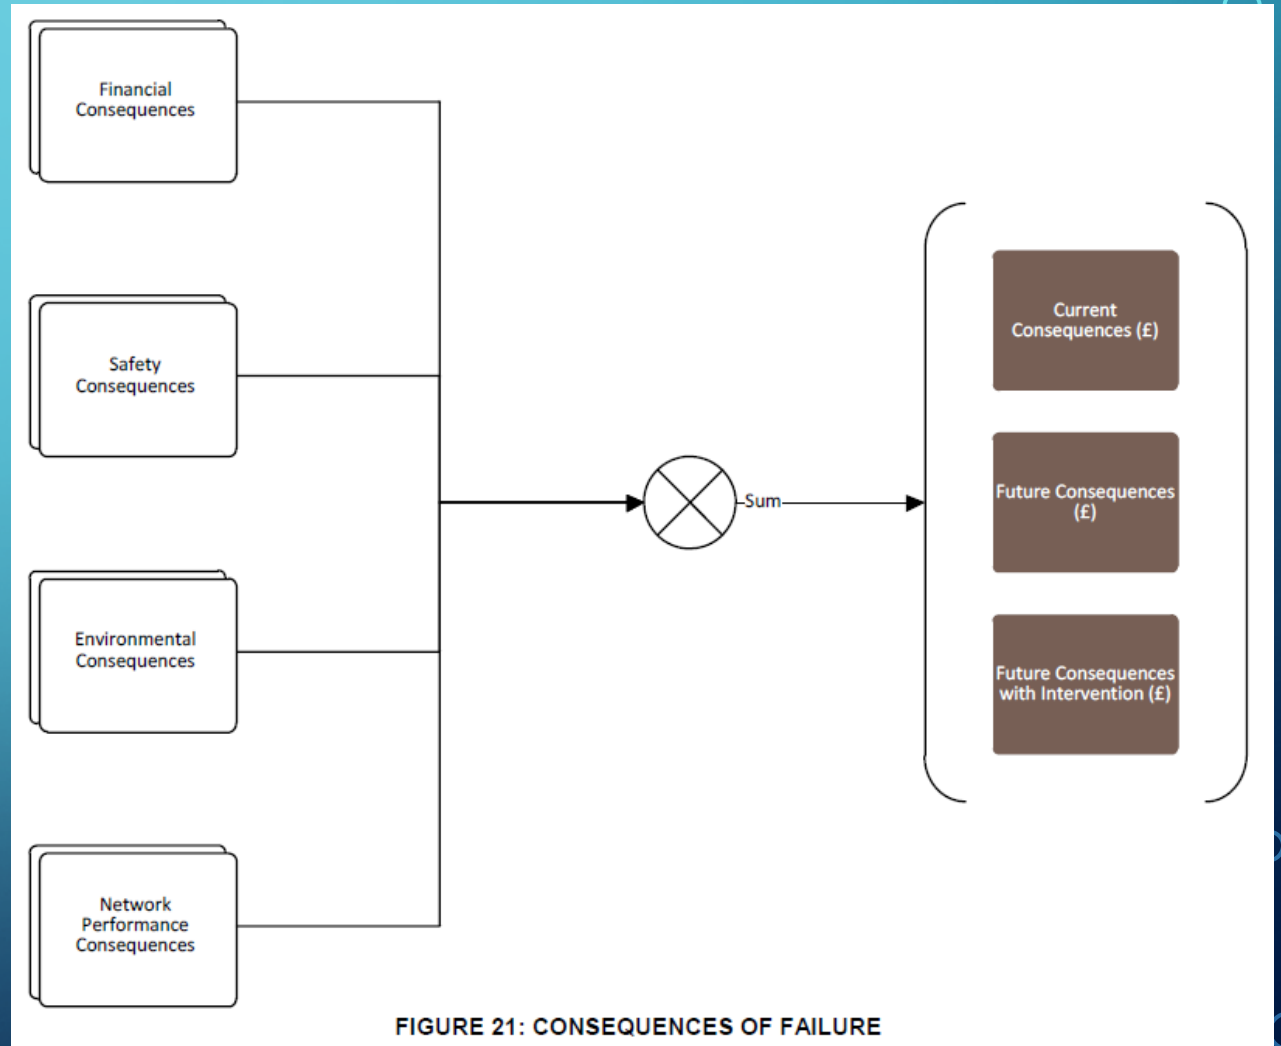 Financial
Consequences
Safety
Consequences
Environmental
Consequences
Network
Performance
Consequences
Sum
Current
Consequences (£)
Future Consequences
(£)
Future Consequences
with Intervention (£)
FIGURE 21: CONSEQUENCES OF FAILURE